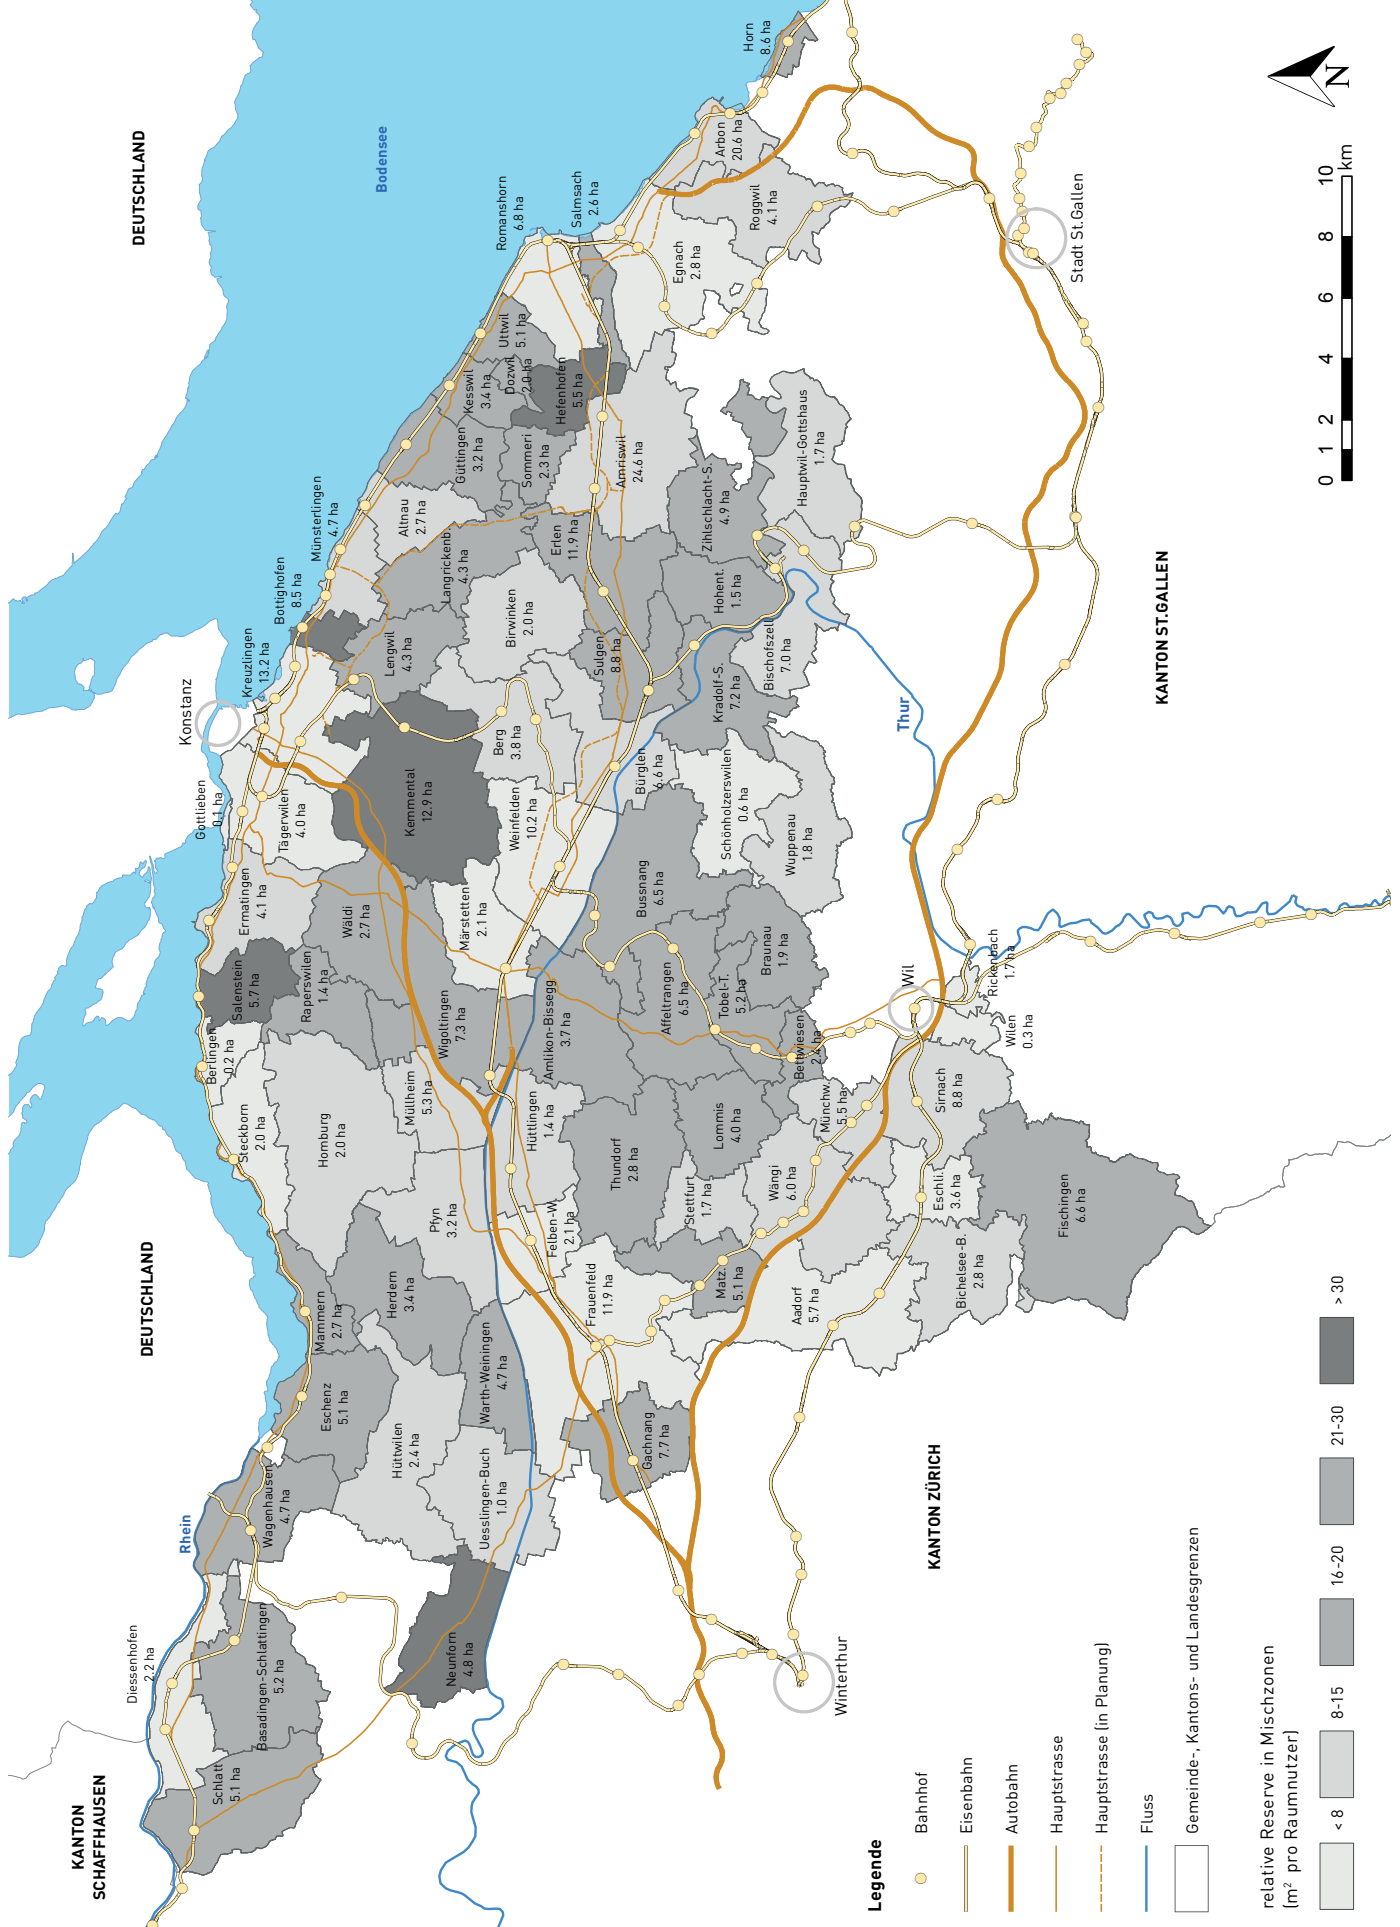 DEUTSCHLAND
Bodensee
DEUTSCHLAND
KANTON
SCHAFFHAUSEN
Rhein
Thur
KANTON ZÜRICH
KANTON ST.GALLEN
Konstanz
Winterthur
Wil
Stadt St.Gallen
Diessenhofen
2.2 ha
Schlatt
5.1 ha
Basadingen-Schlattingen
5.2 ha
Wagenhausen
4.7 ha
Neunforn
4.8 ha
Uesslingen-Buch
1.0 ha
Hüttwilen
2.4 ha
Eschenz
5.1 ha
Mammern
2.7 ha
Herdern
3.4 ha
Warth-Weiningen
4.7 ha
Gachnang
7.7 ha
Frauenfeld
11.9 ha
Felben-W.
2.1 ha
Pfyn
3.2 ha
Homburg
2.0 ha
Steckborn
2.0 ha
Berlingen
0.2 ha
Salenstein
5.7 ha
Raperswilen
1.4 ha
Müllheim
5.3 ha
Wigoltingen
7.3 ha
Hüttlingen
1.4 ha
Thundorf
2.8 ha
Stettfurt
1.7 ha
Matz.
5.1 ha
Aadorf
5.7 ha
Wängi
6.0 ha
Lommis
4.0 ha
Münchw.
5.5 ha
Eschli.
3.6 ha
Bichelsee-B.
2.8 ha
Fischingen
6.6 ha
Sirnach
8.8 ha
Wilen
0.3 ha
Rickenbach
1.7 ha
Bettwiesen
2.4 ha
Tobel-T.
5.2 ha
Braunau
1.9 ha
Affeltrangen
6.5 ha
Amlikon-Bissegg
3.7 ha
Bussnang
6.5 ha
Märstetten
2.1 ha
Wäldi
2.7 ha
Ermatingen
4.1 ha
Gottlieben
0.1 ha
Tägerwilen
4.0 ha
Kemmental
12.9 ha
Weinfelden
10.2 ha
Berg
3.8 ha
Bürglen
6.6 ha
Schönholzerswilen
0.6 ha
Wuppenau
1.8 ha
Kreuzlingen
13.2 ha
Bottighofen
8.5 ha
Lengwil
4.3 ha
Münsterlingen
4.7 ha
Altnau
2.7 ha
Langrickenb.
4.3 ha
Birwinken
2.0 ha
Sulgen
8.8 ha
Kradolf-S.
7.2 ha
Bischofszell
7.0 ha
Hohent.
1.5 ha
Zihlschlacht-S.
4.9 ha
Hauptwil-Gottshaus
1.7 ha
Erlen
11.9 ha
Amriswil
24.6 ha
Güttingen
3.2 ha
Sommeri
2.3 ha
Kesswil
3.4 ha
Dozwil
2.0 ha
Uttwil
5.1 ha
Hefenhofen
5.5 ha
Romanshorn
6.8 ha
Salmsach
2.6 ha
Egnach
2.8 ha
Roggwil
4.1 ha
Arbon
20.6 ha
Horn
8.6 ha
N
0 1 2 4 6 8 10
km
Legende
Bahnhof
Eisenbahn
Autobahn
Hauptstrasse
Hauptstrasse (in Planung)
Fluss
Gemeinde-, Kantons- und Landesgrenzen
relative Reserve in Mischzonen
(m² pro Raumnutzer)
< 8
8-15
16-20
21-30
> 30